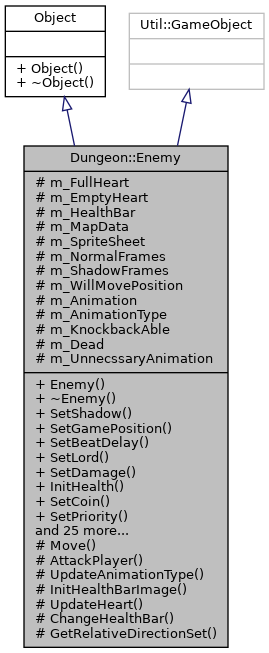 Object
+ Object()
+ ~Object()
Util::GameObject
Dungeon::Enemy
# m_FullHeart
# m_EmptyHeart
# m_HealthBar
# m_MapData
# m_SpriteSheet
# m_NormalFrames
# m_ShadowFrames
# m_WillMovePosition
# m_Animation
# m_AnimationType
# m_KnockbackAble
# m_Dead
# m_UnnecssaryAnimation
+ Enemy()
+ ~Enemy()
+ SetShadow()
+ SetGamePosition()
+ SetBeatDelay()
+ SetLord()
+ SetDamage()
+ InitHealth()
+ SetCoin()
+ SetPriority()
and 25 more...
# Move()
# AttackPlayer()
# UpdateAnimationType()
# InitHealthBarImage()
# UpdateHeart()
# ChangeHealthBar()
# GetRelativeDirectionSet()